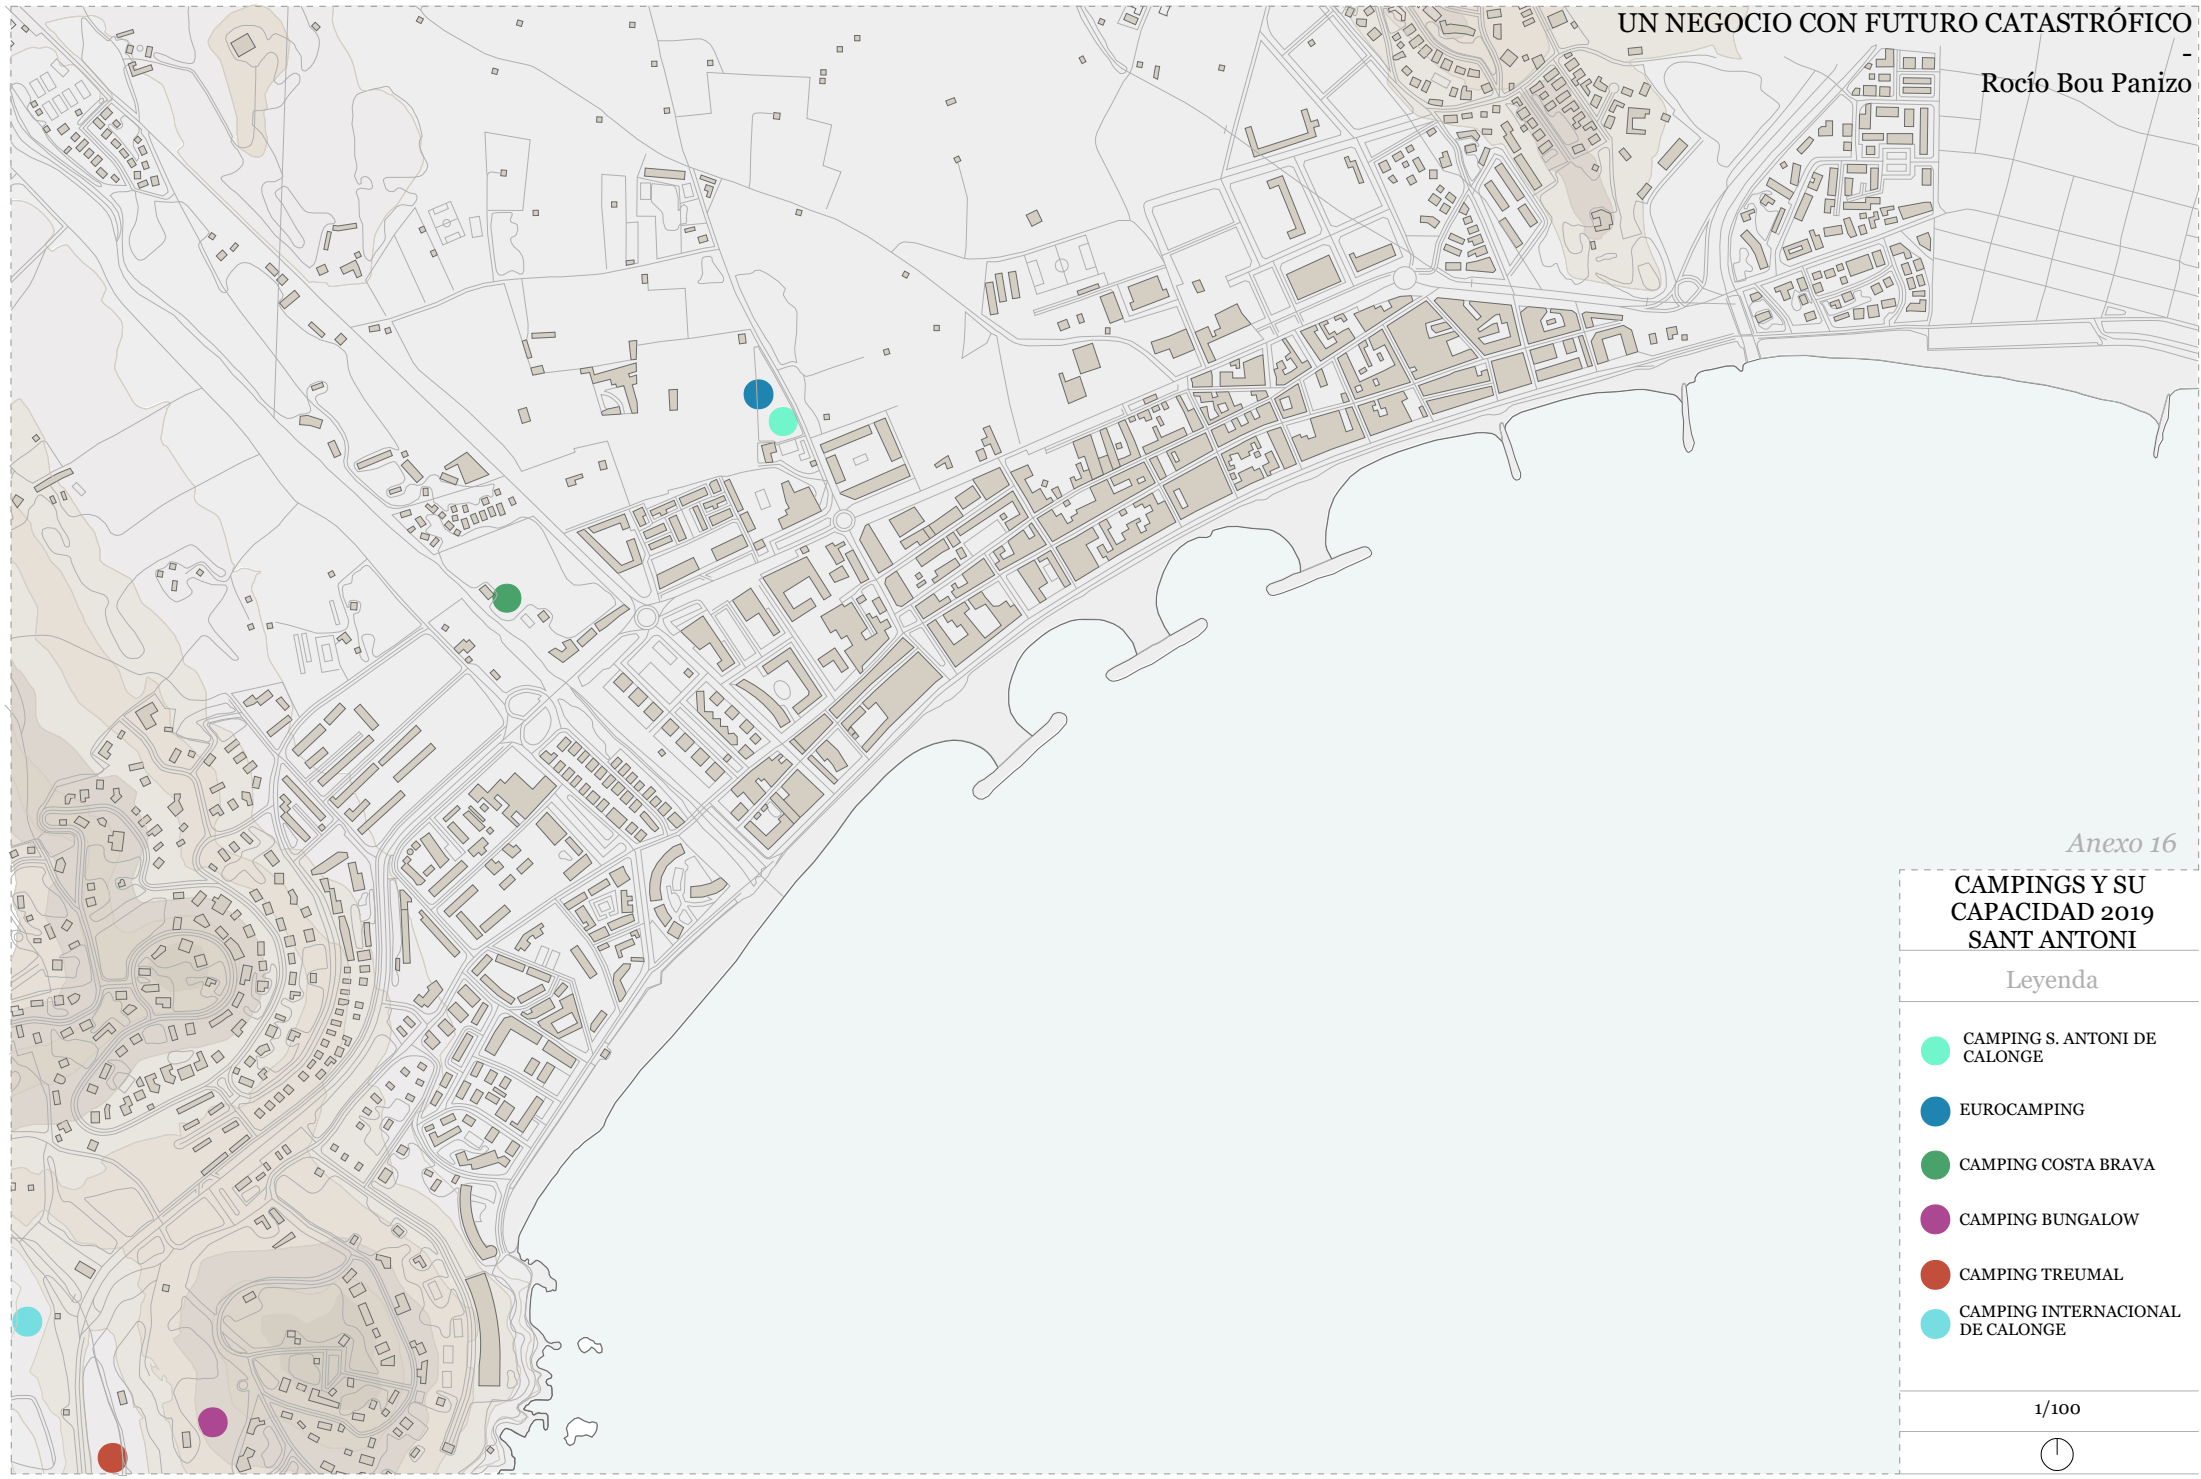 UN NEGOCIO CON FUTURO CATASTRÓFICO
-
Rocío Bou Panizo
Anexo 16
CAMPINGS Y SU
CAPACIDAD 2019
SANT ANTONI
Leyenda
CAMPING S. ANTONI DE
CALONGE
EUROCAMPING
CAMPING COSTA BRAVA
CAMPING BUNGALOW
CAMPING TREUMAL
CAMPING INTERNACIONAL
DE CALONGE
1/100